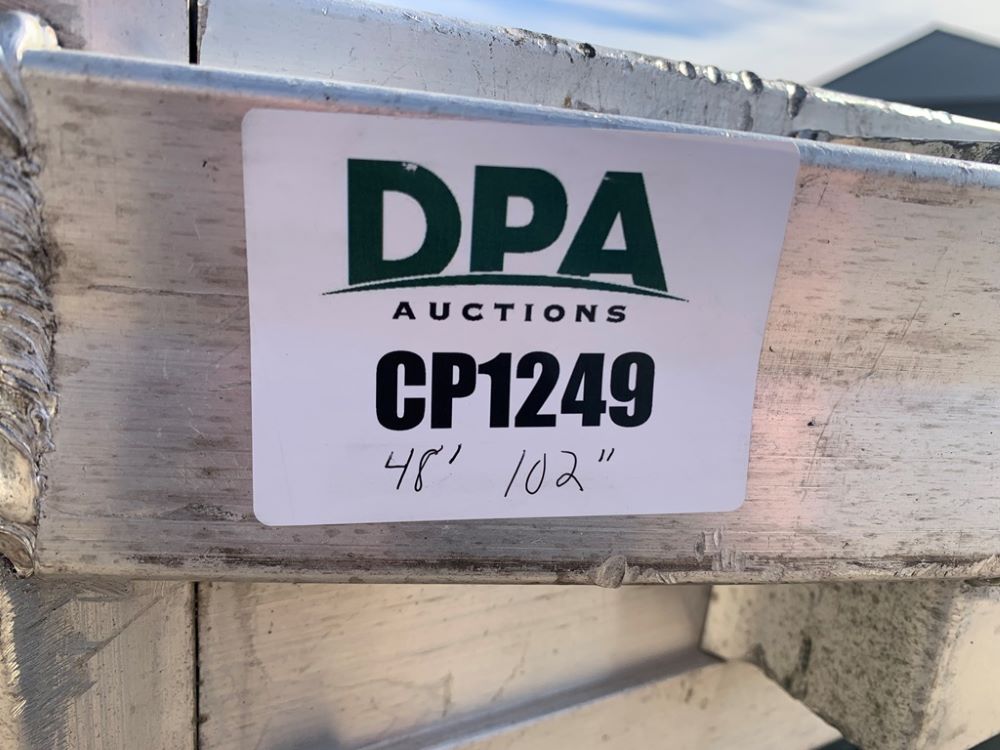 DPA
AUCTIONS
CP1249
48' 102"